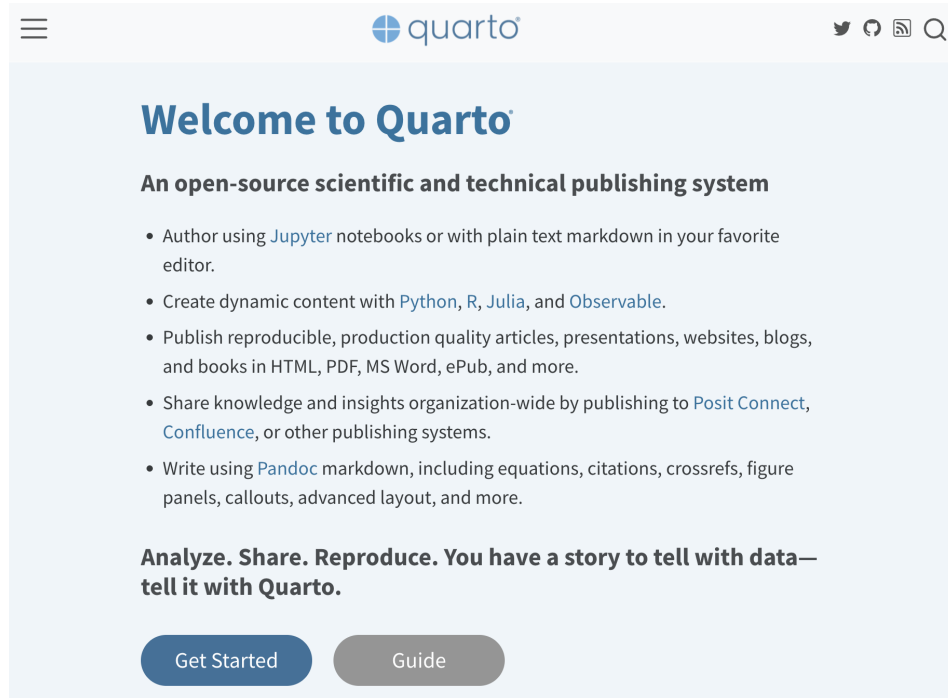 quarto®
Welcome to Quarto®
An open-source scientific and technical publishing system
• Author using Jupyter notebooks or with plain text markdown in your favorite
editor.
• Create dynamic content with Python, R, Julia, and Observable.
• Publish reproducible, production quality articles, presentations, websites, blogs,
and books in HTML, PDF, MS Word, ePub, and more.
• Share knowledge and insights organization-wide by publishing to Posit Connect,
Confluence, or other publishing systems.
• Write using Pandoc markdown, including equations, citations, crossrefs, figure
panels, callouts, advanced layout, and more.
Analyze. Share. Reproduce. You have a story to tell with data—
tell it with Quarto.
Get Started
Guide